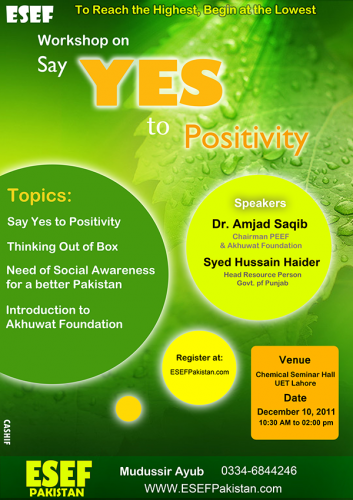 ESEF
To Reach the Highest, Begin at the Lowest
Workshop on
Say YES
to Positivity
Topics:
Say Yes to Positivity
Thinking Out of Box
Need of Social Awareness
for a better Pakistan
Introduction to
Akhuwat Foundation
Speakers
Dr. Amjad Saqib
Chairman PEEF
& Akhuwat Foundation
Syed Hussain Haider
Head Resource Person
Govt. pf Punjab
Register at:
ESEFPakistan.com
Venue
Chemical Seminar Hall
UET Lahore
Date
December 10, 2011
10:30 AM to 02:00 pm
CASHIF
ESEF
PAKISTAN
Mudussir Ayub 0334-6844246
WWW.ESEFPakistan.com